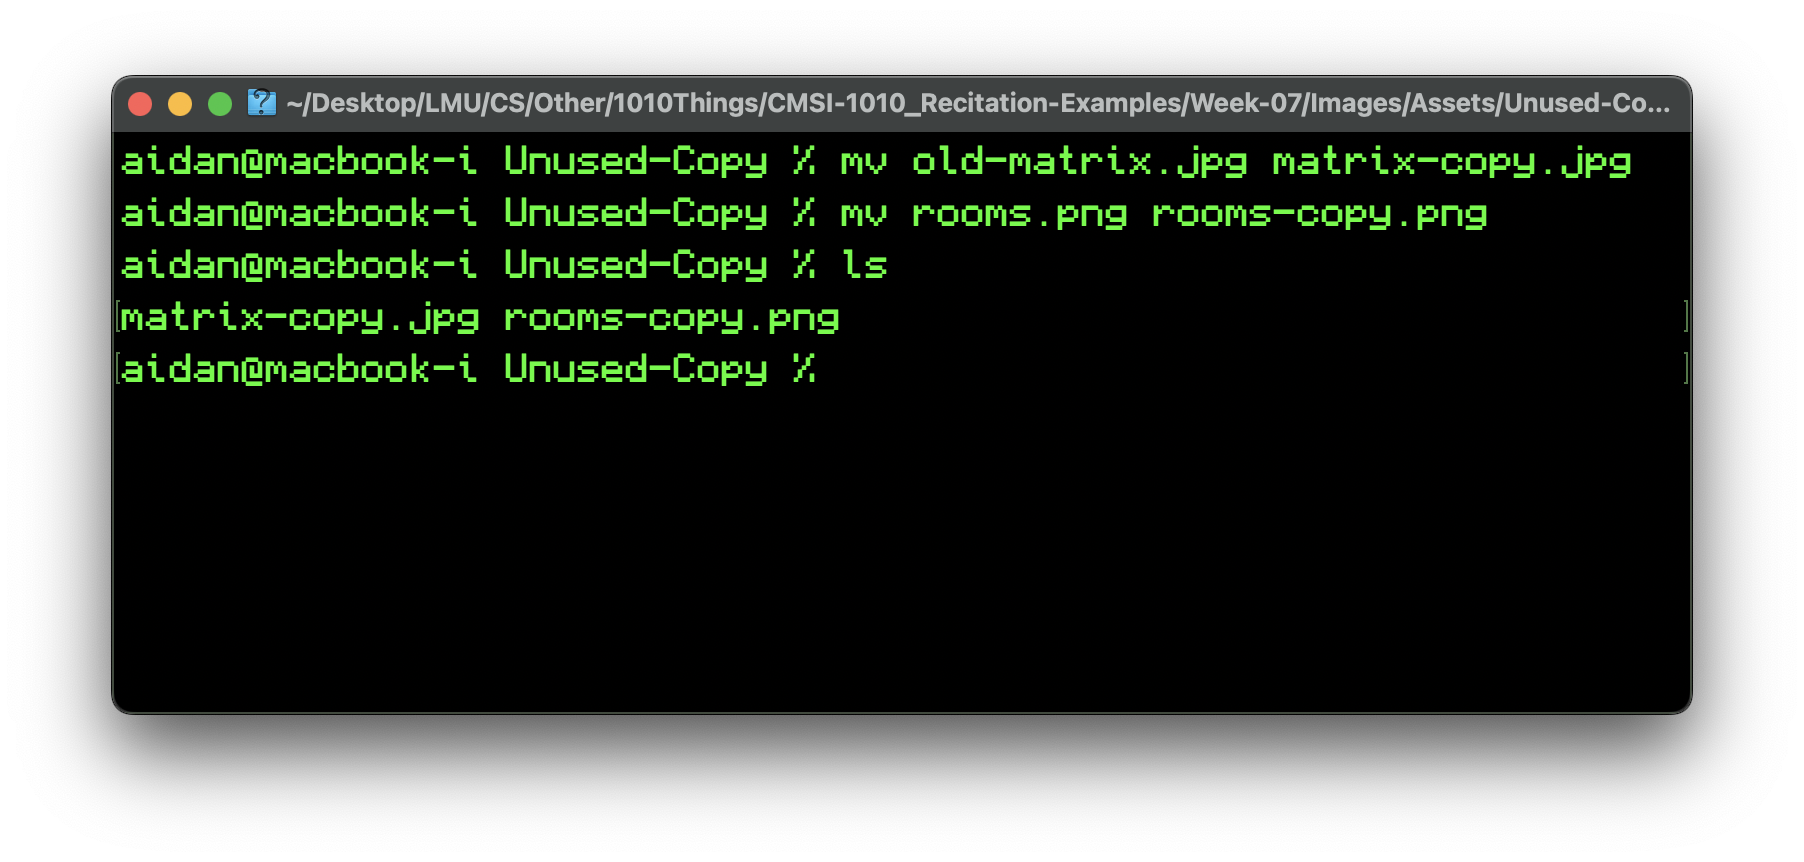 ~/Desktop/LMU/CS/Other/1010Things/CMSI-1010_Recitation-Examples/Week-07/Images/Assets/Unused-Co...
aidan@macbook-i Unused-Copy % mv old-matrix.jpg matrix-copy.jpg
aidan@macbook-i Unused-Copy % mv rooms.png rooms-copy.png
aidan@macbook-i Unused-Copy % ls
[matrix-copy.jpg rooms-copy.png ]
[aidan@macbook-i Unused-Copy % ]